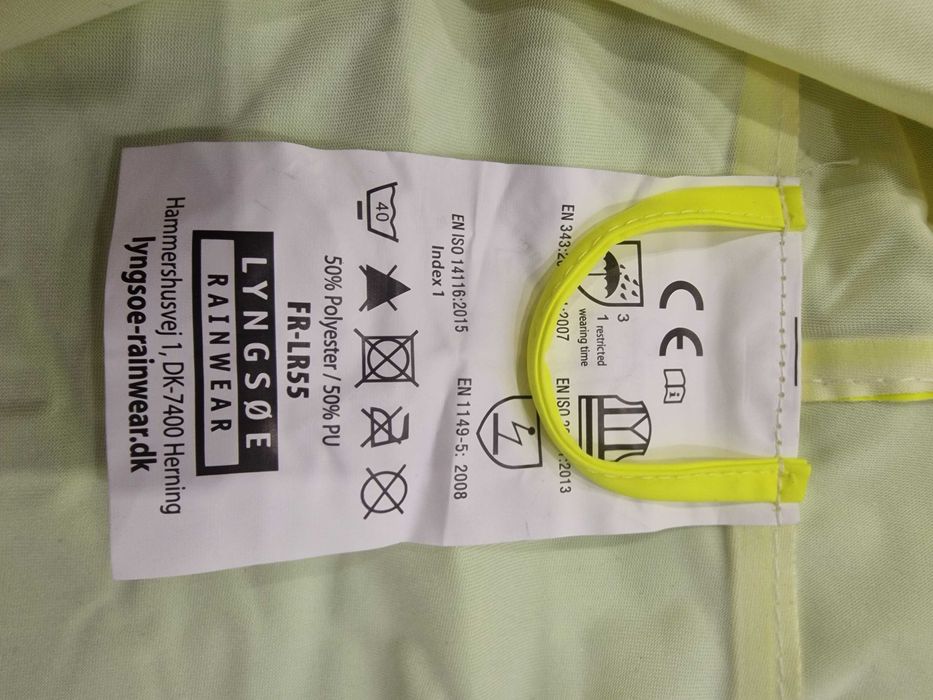 CE
3
1 restricted
wearing time
EN
:2007
EN ISO
:2013
EN ISO 14116:2015
Index 1
EN 1149-5: 2008
40
50% Polyester / 50% PU
FR-LR55
LYNGSØE
RAINWEAR
Hammershusvej 1, DK-7400 Herning
lyngsoe-rainwear.dk